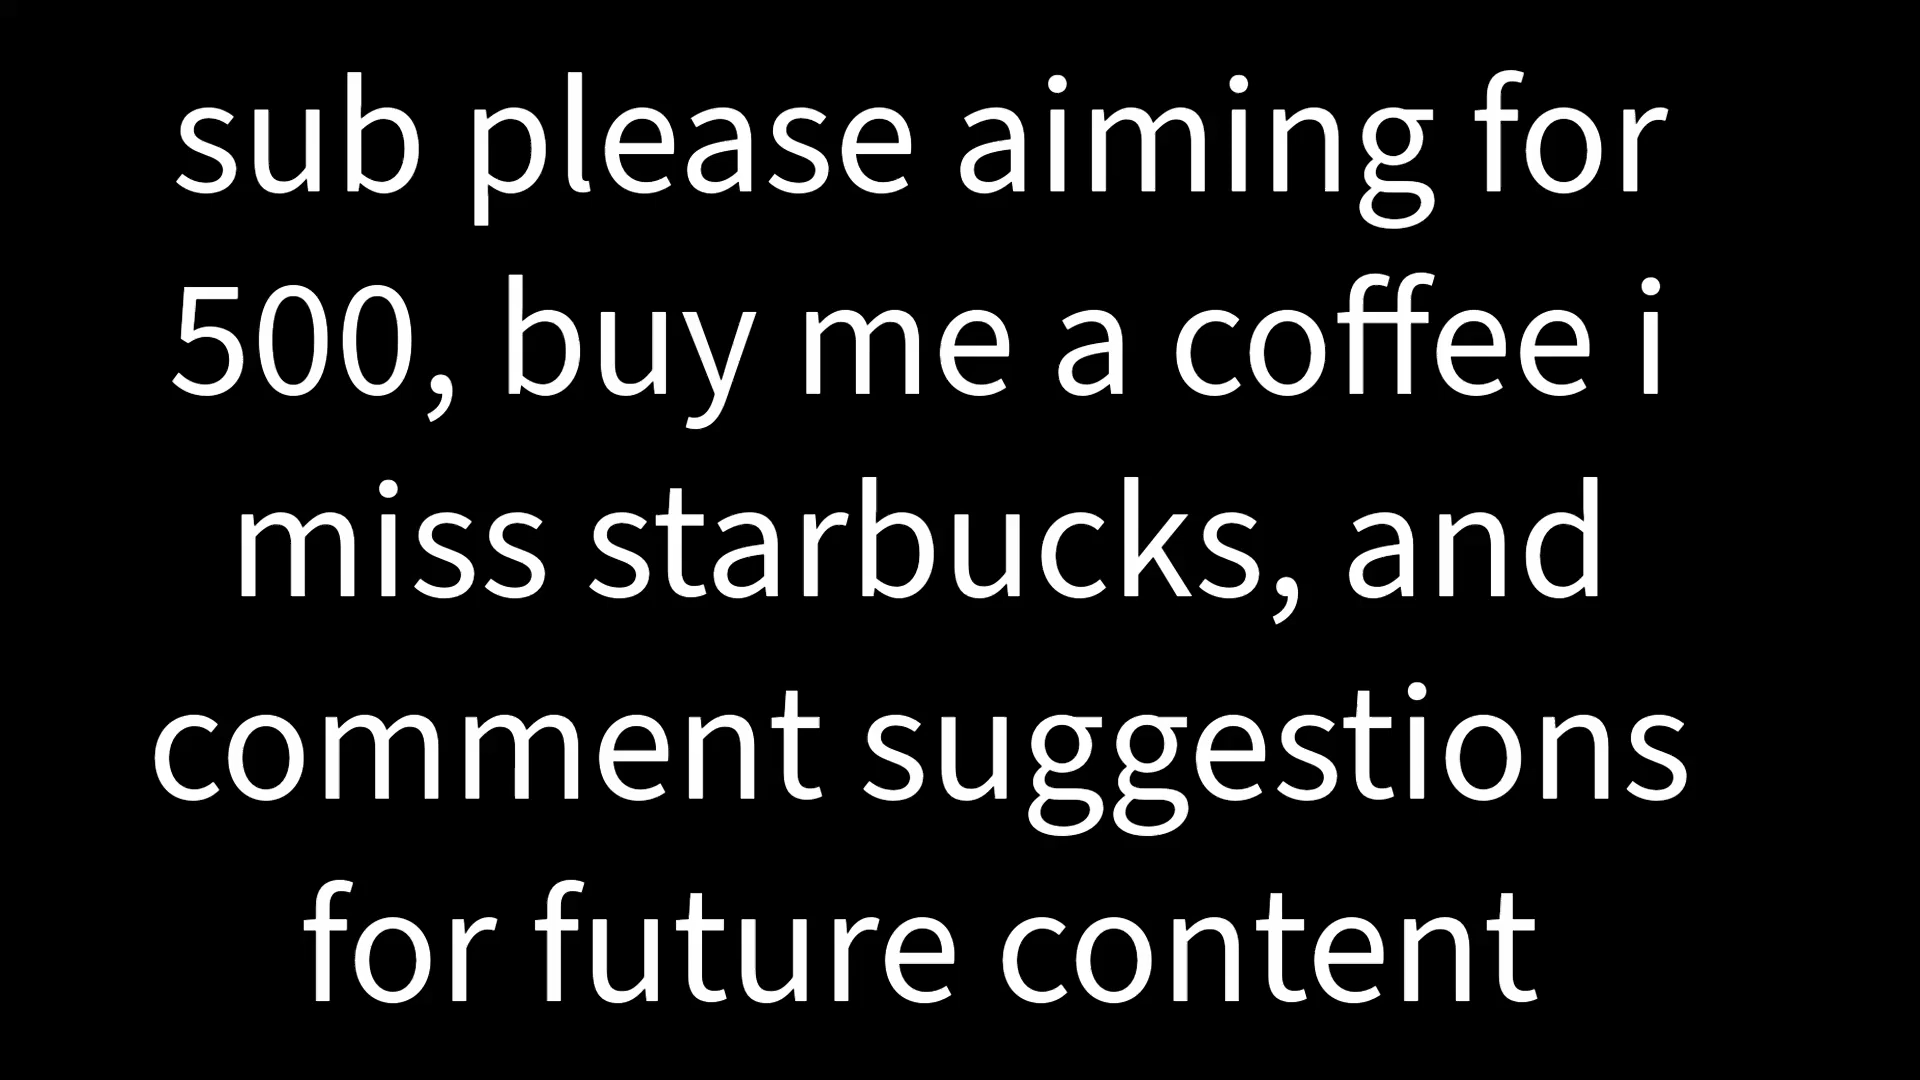 sub please aiming for
500, buy me a coffee i
miss starbucks, and
comment suggestions
for future content